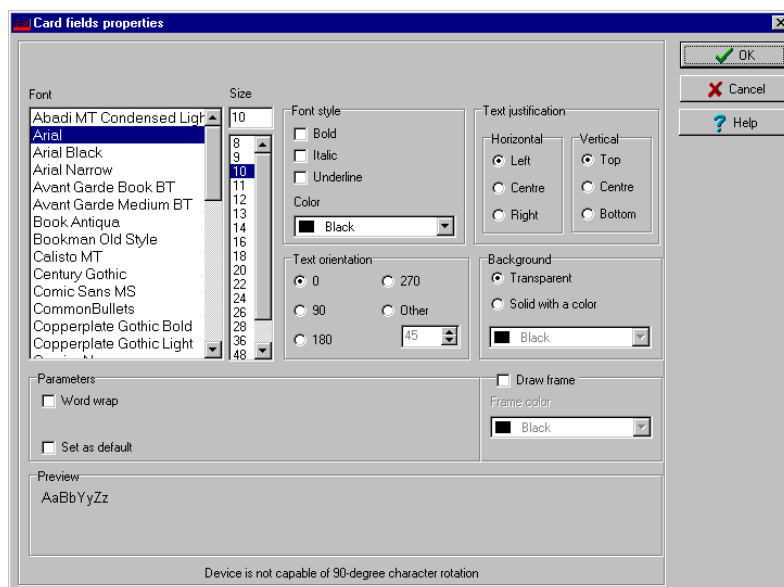 Card fields properties
OK
Cancel
Help
Font
Abadi MT Condensed Ligh
Arial
Arial Black
Arial Narrow
Avant Garde Book BT
Avant Garde Medium BT
Book Antiqua
Bookman Old Style
Calisto MT
Century Gothic
Comic Sans MS
CommonBullets
Copperplate Gothic Bold
Copperplate Gothic Light
Size
10
8
9
10
11
12
13
14
16
18
20
22
24
26
28
36
48
Font style
Bold
Italic
Underline
Color
Black
Text justification
Horizontal
Left
Centre
Right
Vertical
Top
Centre
Bottom
Text orientation
0
90
180
270
Other
45
Background
Transparent
Solid with a color
Black
Parameters
Word wrap
Set as default
Draw frame
Frame color
Black
Preview
AaBbYyZz
Device is not capable of 90-degree character rotation